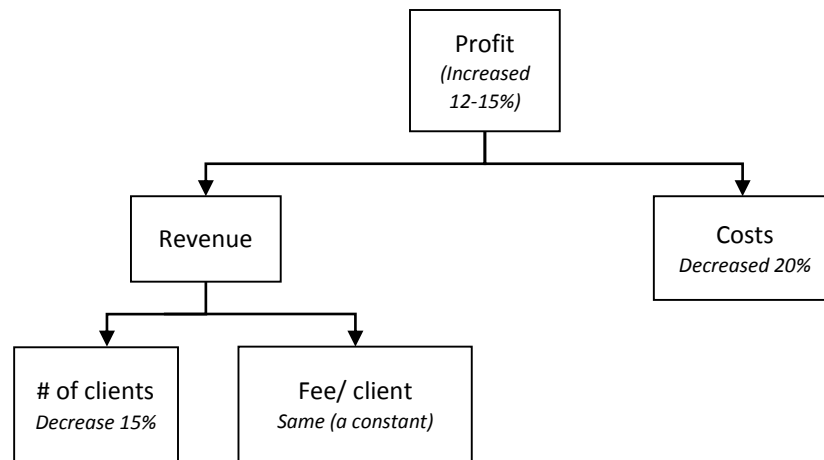 Profit
(Increased
12-15%)
Revenue
Costs
Decreased 20%
# of clients
Decrease 15%
Fee/ client
Same (a constant)